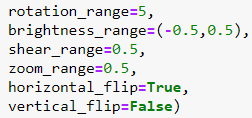 rotation_range=5,
brightness_range=(-0.5,0.5),
shear_range=0.5,
zoom_range=0.5,
horizontal_flip=True,
vertical_flip=False)